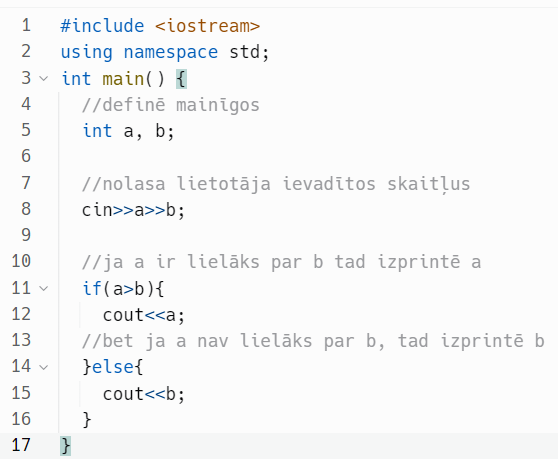 1 #include <iostream>
2 using namespace std;
3 int main() {
4 //definē mainīgos
5 int a, b;
6
7 //nolasa lietotāja ievadītos skaitļus
8 cin>>a>>b;
9
10 //ja a ir lielāks par b tad izprintē a
11 if(a>b){
12 cout<<a;
13 //bet ja a nav lielāks par b, tad izprintē b
14 }else{
15 cout<<b;
16 }
17 }